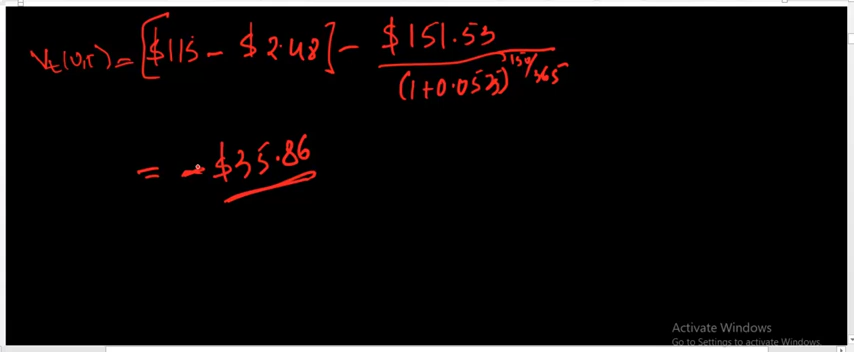 Vt(0,T) = [$115 - $2.48] - $151.53 / (1+0.0525)^150/365
= -$35.86
Activate Windows
Go to Settings to activate Windows.